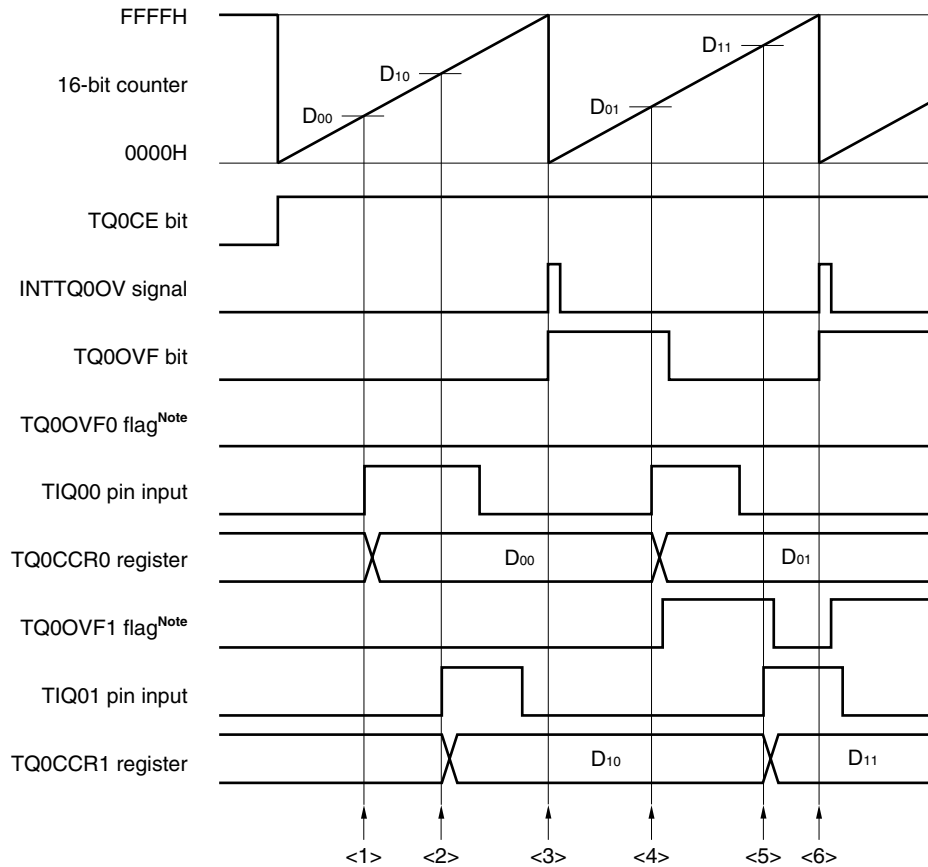 FFFFH
D11
D10
16-bit counter
D00
D01
0000H
TQ0CE bit
INTTQ0OV signal
TQ0OVF bit
TQ0OVF0 flagNote
TIQ00 pin input
TQ0CCR0 register
D00
D01
TQ0OVF1 flagNote
TIQ01 pin input
TQ0CCR1 register
D10
D11
<1> <2> <3> <4> <5> <6>